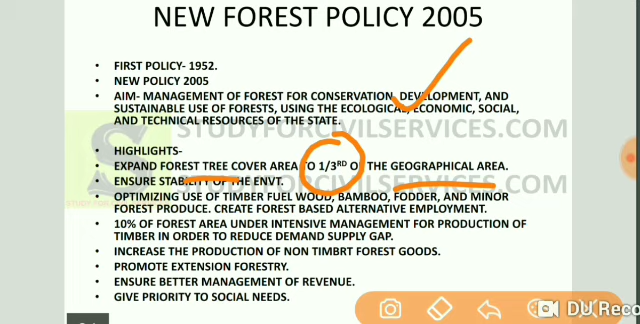 NEW FOREST POLICY 2005
• FIRST POLICY- 1952.
• NEW POLICY 2005
• AIM- MANAGEMENT OF FOREST FOR CONSERVATION, DEVELOPMENT, AND
SUSTAINABLE USE OF FORESTS, USING THE ECOLOGICAL, ECONOMIC, SOCIAL,
AND TECHNICAL RESOURCES OF THE STATE.
STUDYFORCIVILSERVICES.COM
• HIGHLIGHTS-
• EXPAND FOREST TREE COVER AREA TO 1/3RD OF THE GEOGRAPHICAL AREA.
• ENSURE STABILITY OF THE ENVT.
STUDYFORCIVILSERVICES.COM
OPTIMIZING USE OF TIMBER FUEL WOOD, BAMBOO, FODDER, AND MINOR
FOREST PRODUCE. CREATE FOREST BASED ALTERNATIVE EMPLOYMENT.
• 10% OF FOREST AREA UNDER INTENSIVE MANAGEMENT FOR PRODUCTION OF
TIMBER IN ORDER TO REDUCE DEMAND SUPPLY GAP.
• INCREASE THE PRODUCTION OF NON TIMBRT FOREST GOODS.
• PROMOTE EXTENSION FORESTRY.
• ENSURE BETTER MANAGEMENT OF REVENUE.
• GIVE PRIORITY TO SOCIAL NEEDS.
DU Reco